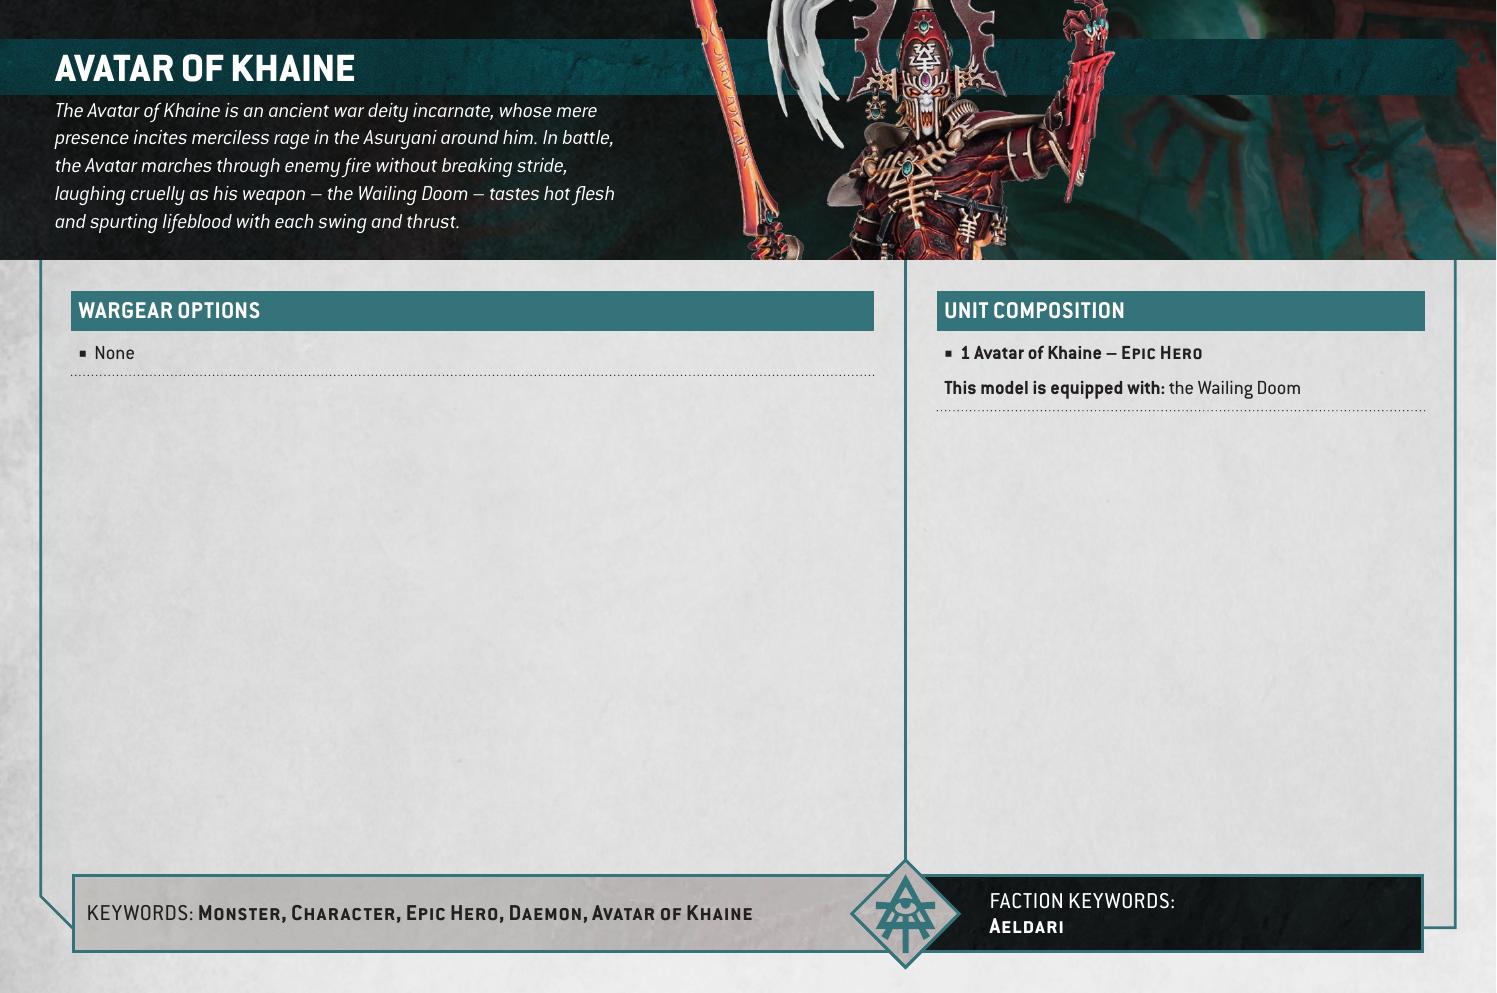 AVATAR OF KHAINE
The Avatar of Khaine is an ancient war deity incarnate, whose mere
presence incites merciless rage in the Asuryani around him. In battle,
the Avatar marches through enemy fire without breaking stride,
laughing cruelly as his weapon – the Wailing Doom – tastes hot flesh
and spurting lifeblood with each swing and thrust.
WARGEAR OPTIONS
■ None
UNIT COMPOSITION
■ 1 Avatar of Khaine – EPIC HERO
This model is equipped with: the Wailing Doom
KEYWORDS: MONSTER, CHARACTER, EPIC HERO, DAEMON, AVATAR OF KHAINE
FACTION KEYWORDS:
AELDARI